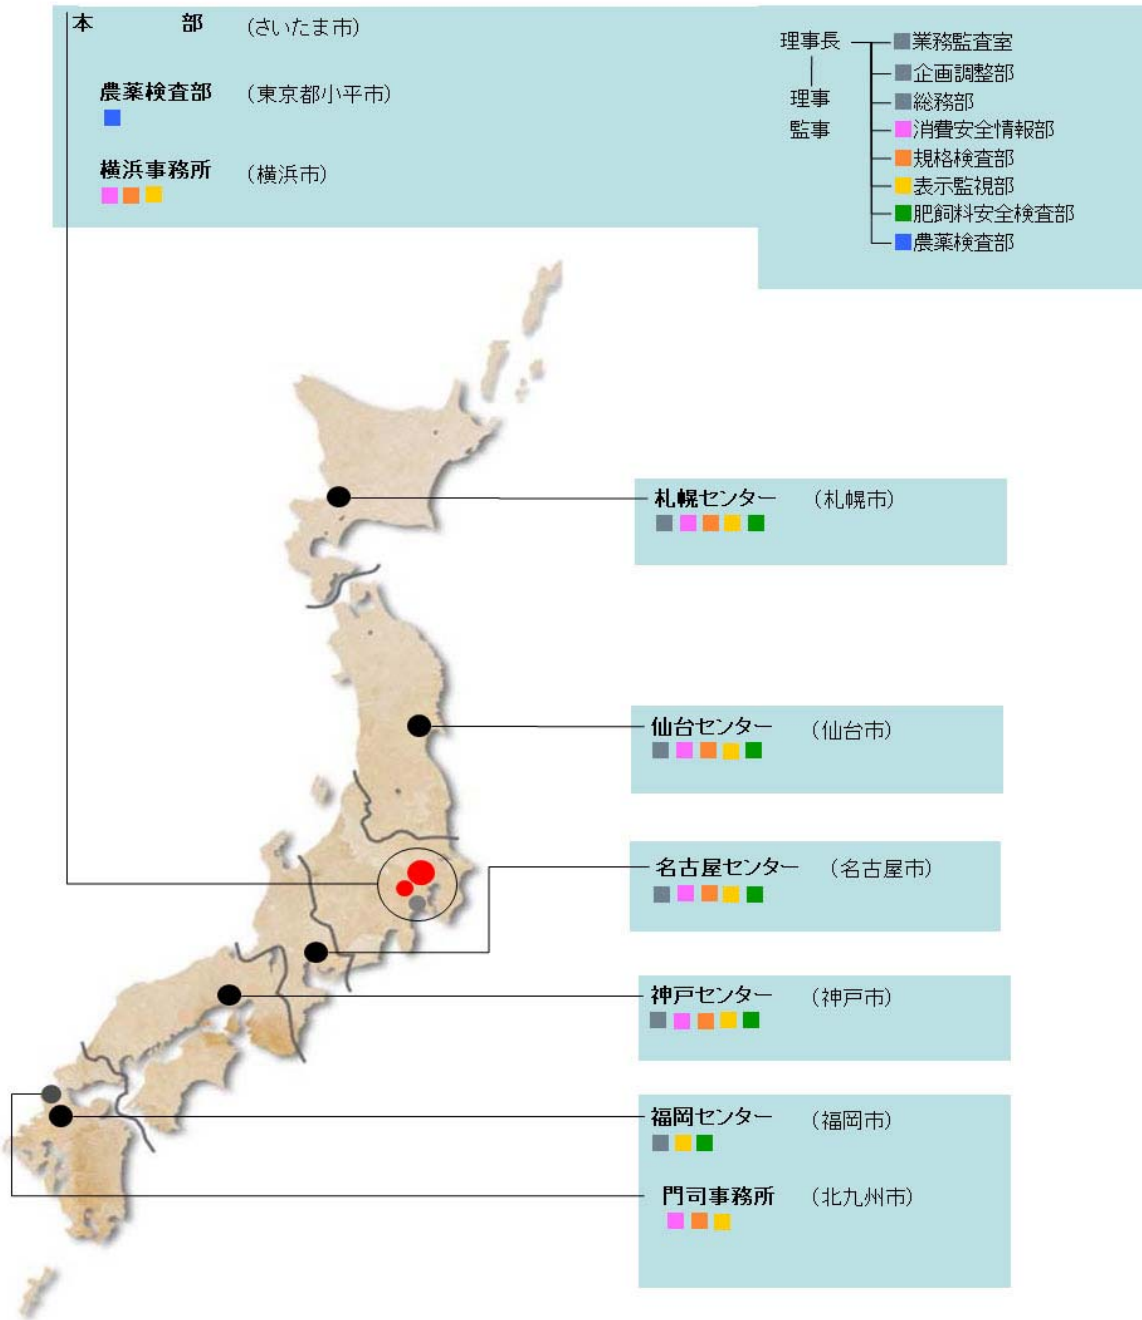 本　　　部　（さいたま市）
農薬検査部　（東京都小平市）
横浜事務所　（横浜市）
理事長
理事
監事
業務監査室
企画調整部
総務部
消費安全情報部
規格検査部
表示監視部
肥飼料安全検査部
農薬検査部
札幌センター　（札幌市）
仙台センター　（仙台市）
名古屋センター　（名古屋市）
神戸センター　（神戸市）
福岡センター　（福岡市）
門司事務所　（北九州市）